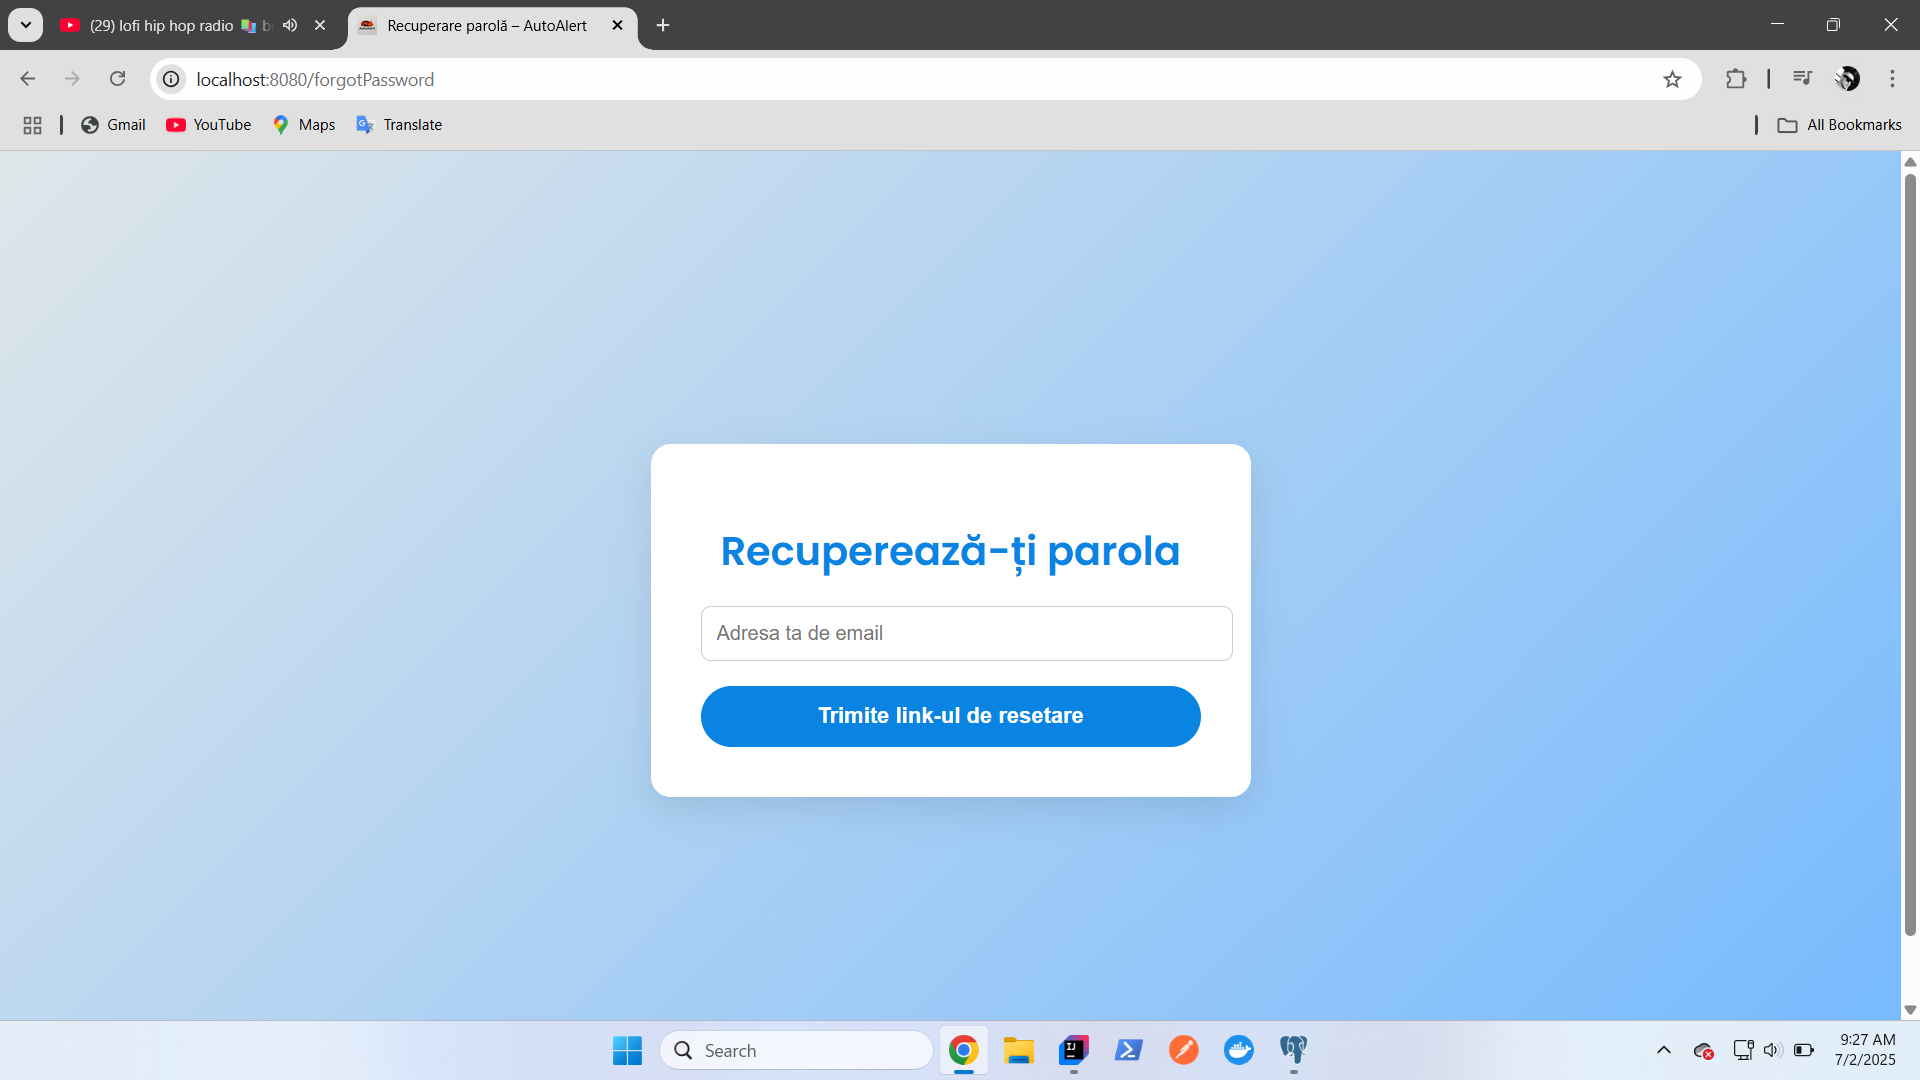 (29) lofi hip hop radio
Recuperare parolă – AutoAlert
localhost:8080/forgotPassword
Gmail
YouTube
Maps
Translate
All Bookmarks
Recuperează-ți parola
Adresa ta de email
Trimite link-ul de resetare
Search
9:27 AM
7/2/2025